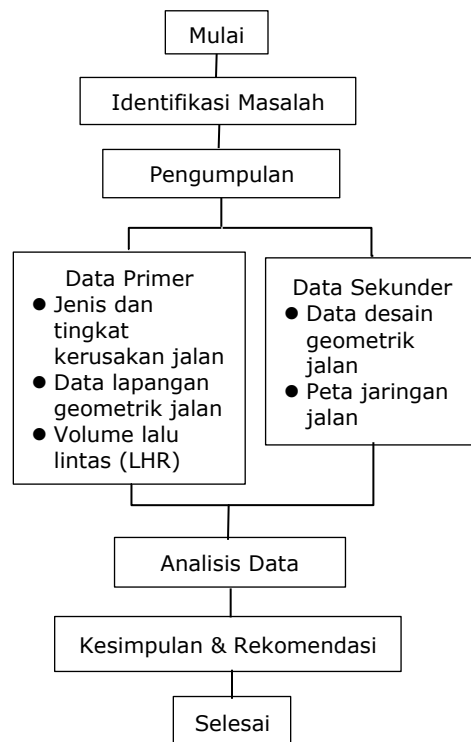 Mulai
Identifikasi Masalah
Pengumpulan
Data Primer
● Jenis dan
tingkat
kerusakan jalan
● Data lapangan
geometrik jalan
● Volume lalu
lintas (LHR)
Data Sekunder
● Data desain
geometrik
jalan
● Peta jaringan
jalan
Analisis Data
Kesimpulan & Rekomendasi
Selesai